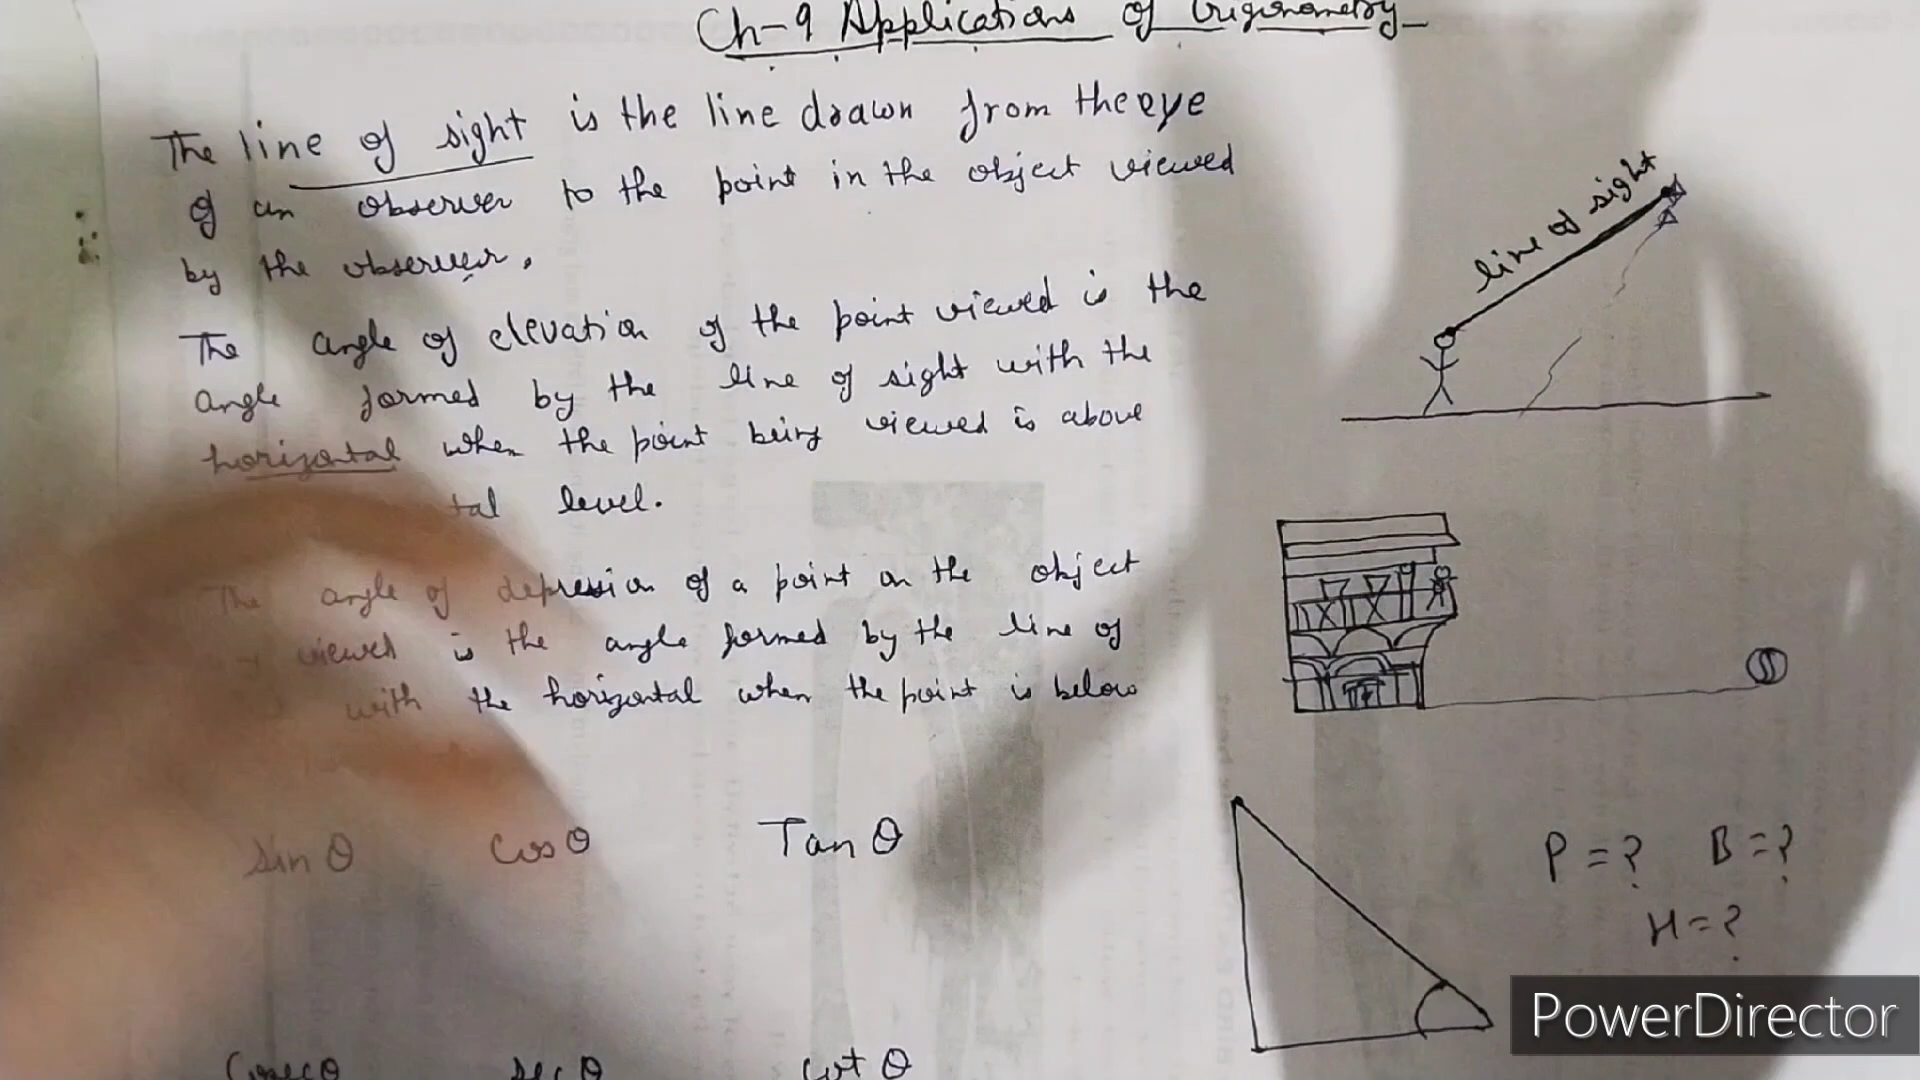 Ch-9 Applications of trigonometry
The line of sight is the line drawn from the eye
of an observer to the point in the object viewed
by the observer.
The angle of elevation of the point viewed is the
angle formed by the line of sight with the
horizontal when the point being viewed is above
tal level.
The angle of depression of a point on the object
viewed is the angle formed by the line of
with the horizontal when the point is below
sin θ cos θ Tan θ
Cosec θ sec θ cot θ
line of sight
P = ? B = ?
H = ?
PowerDirector